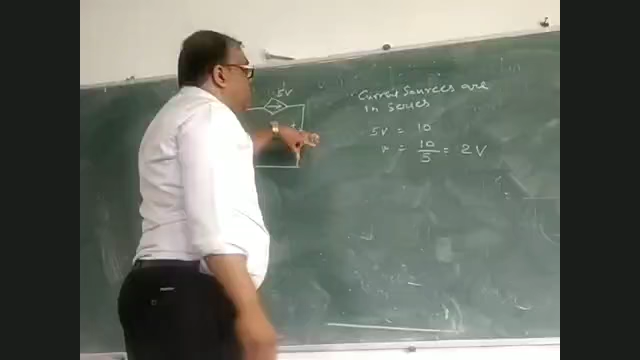 5V
Current Sources are
in series
5V = 10
v = 10/5 = 2V